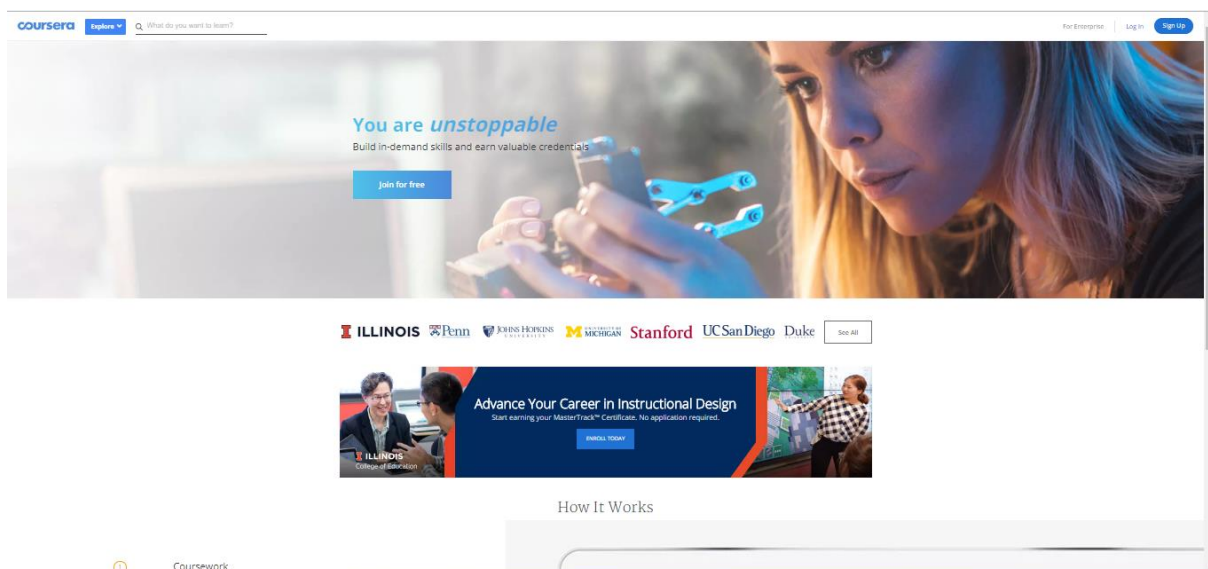 coursera
Explore
What do you want to learn?
For Enterprise
Log In
Sign Up
You are unstoppable
Build in-demand skills and earn valuable credentials
Join for free
I ILLINOIS
Penn
JOHNS HOPKINS
UNIVERSITY
M UNIVERSITY OF
MICHIGAN
Stanford
UC San Diego
Duke
See All
Advance Your Career in Instructional Design
Start earning your MasterTrack™ Certificate. No application required.
ENROLL TODAY
I ILLINOIS
College of Education
How It Works
Coursework